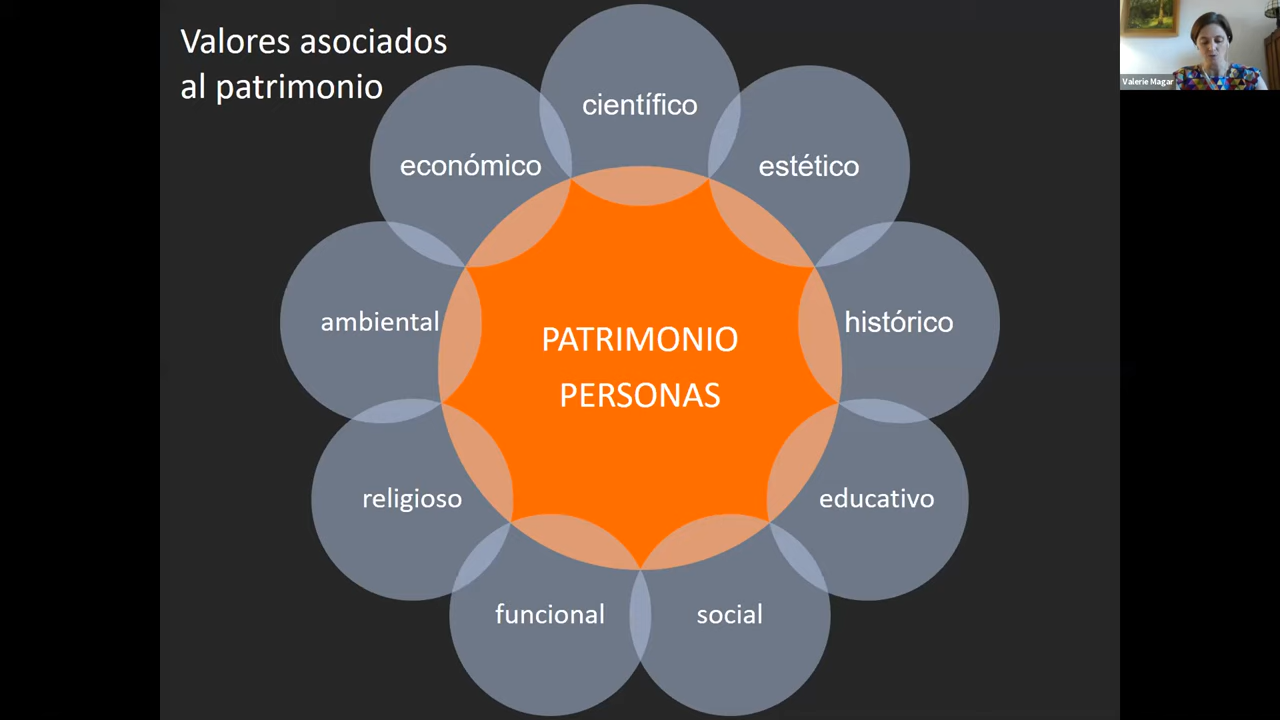 Valores asociados
al patrimonio
científico
estético
histórico
educativo
social
funcional
religioso
ambiental
económico
PATRIMONIO
PERSONAS
Valerie Magar